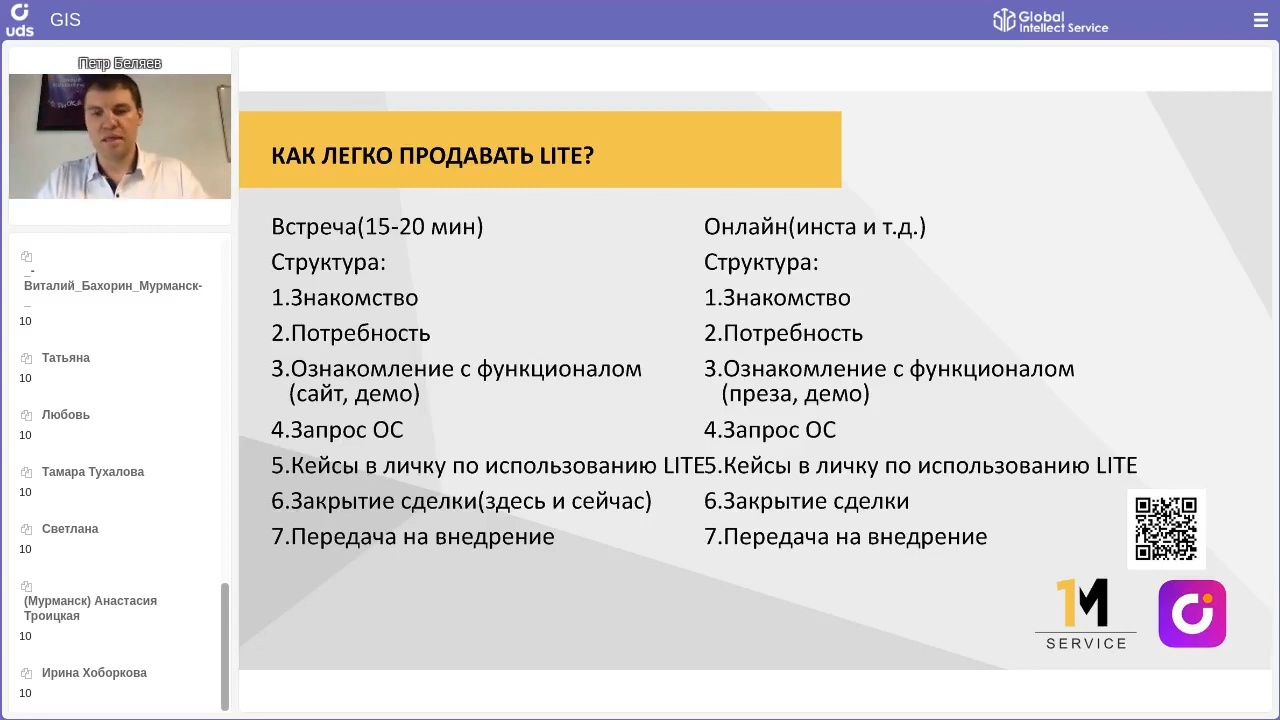 uds
GIS
Global
Intellect Service
Петр Беляев
_-
Виталий_Бахорин_Мурманск-
_
10
Татьяна
10
Любовь
10
Тамара Тухалова
10
Светлана
10
(Мурманск) Анастасия
Троицкая
10
Ирина Хоборкова
10
КАК ЛЕГКО ПРОДАВАТЬ LITE?
Встреча(15-20 мин)
Структура:
1.Знакомство
2.Потребность
3.Ознакомление с функционалом
(сайт, демо)
4.Запрос ОС
5.Кейсы в личку по использованию LITE
6.Закрытие сделки(здесь и сейчас)
7.Передача на внедрение
Онлайн(инста и т.д.)
Структура:
1.Знакомство
2.Потребность
3.Ознакомление с функционалом
(преза, демо)
4.Запрос ОС
5.Кейсы в личку по использованию LITE
6.Закрытие сделки
7.Передача на внедрение
1M
SERVICE